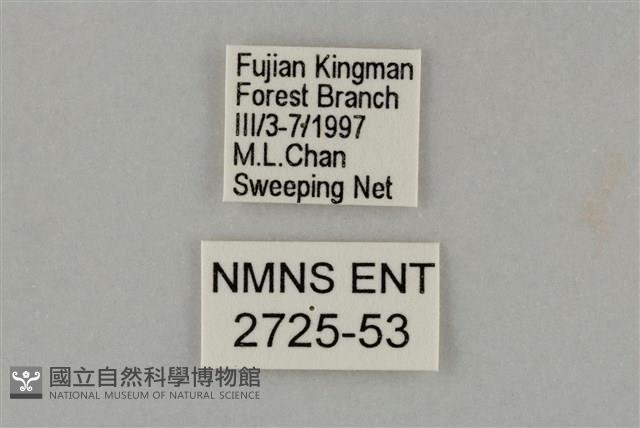 Fujian Kingman
Forest Branch
III/3-7/1997
M.L.Chan
Sweeping Net
NMNS ENT
2725-53
國立自然科學博物館
NATIONAL MUSEUM OF NATURAL SCIENCE